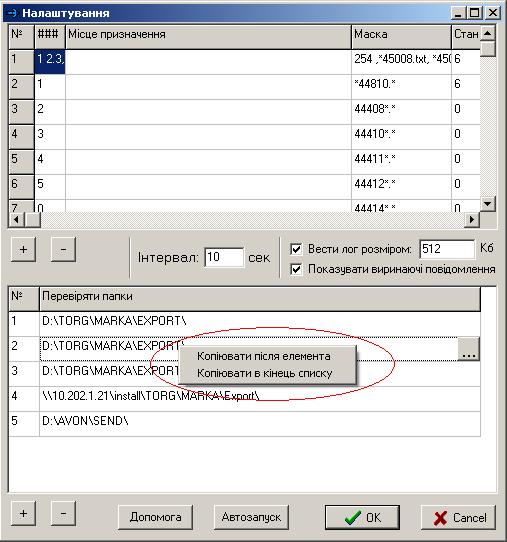 Налаштування
№ ### Місце призначення Маска Стан
1 1 2.3, 254 ,*45008.txt, *450 6
2 1 *44810.* 6
3 2 44408*.* 0
4 3 44410*.* 0
5 4 44411*.* 0
6 5 44412*.* 0
7 0 44414*.* 0
+ - Інтервал: 10 сек
Вести лог розміром: 512 Кб
Показувати виринаючі повідомлення
№ Перевіряти папки
1 D:\TORG\MARKA\EXPORT\
2 D:\TORG\MARKA\EXPORT\ ...
Копіювати після елемента
3 D:\TORG\MARKA\EXPORT
Копіювати в кінець списку
4 \\10.202.1.21\install\TORG\MARKA\Export\
5 D:\AVON\SEND\
+ - Допомога Автозапуск OK Cancel